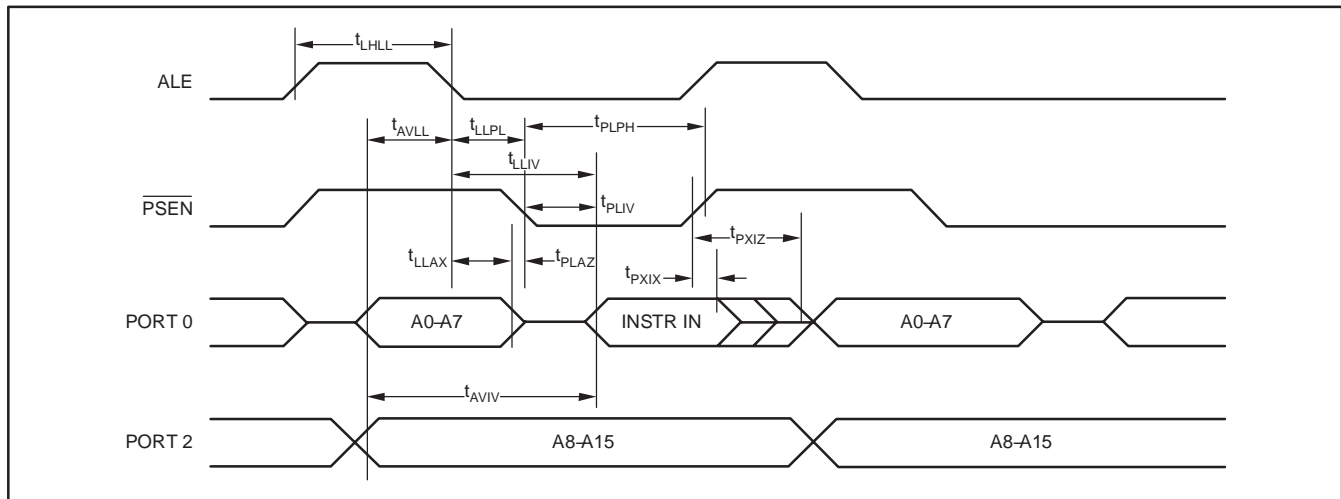 tLHLL
ALE
tAVLL
tLLPL
tPLPH
tLLIV
PSEN
tPLIV
tPXIZ
tLLAX
tPLAZ
tPXIX
PORT 0
A0–A7
INSTR IN
A0–A7
tAVIV
PORT 2
A8–A15
A8–A15